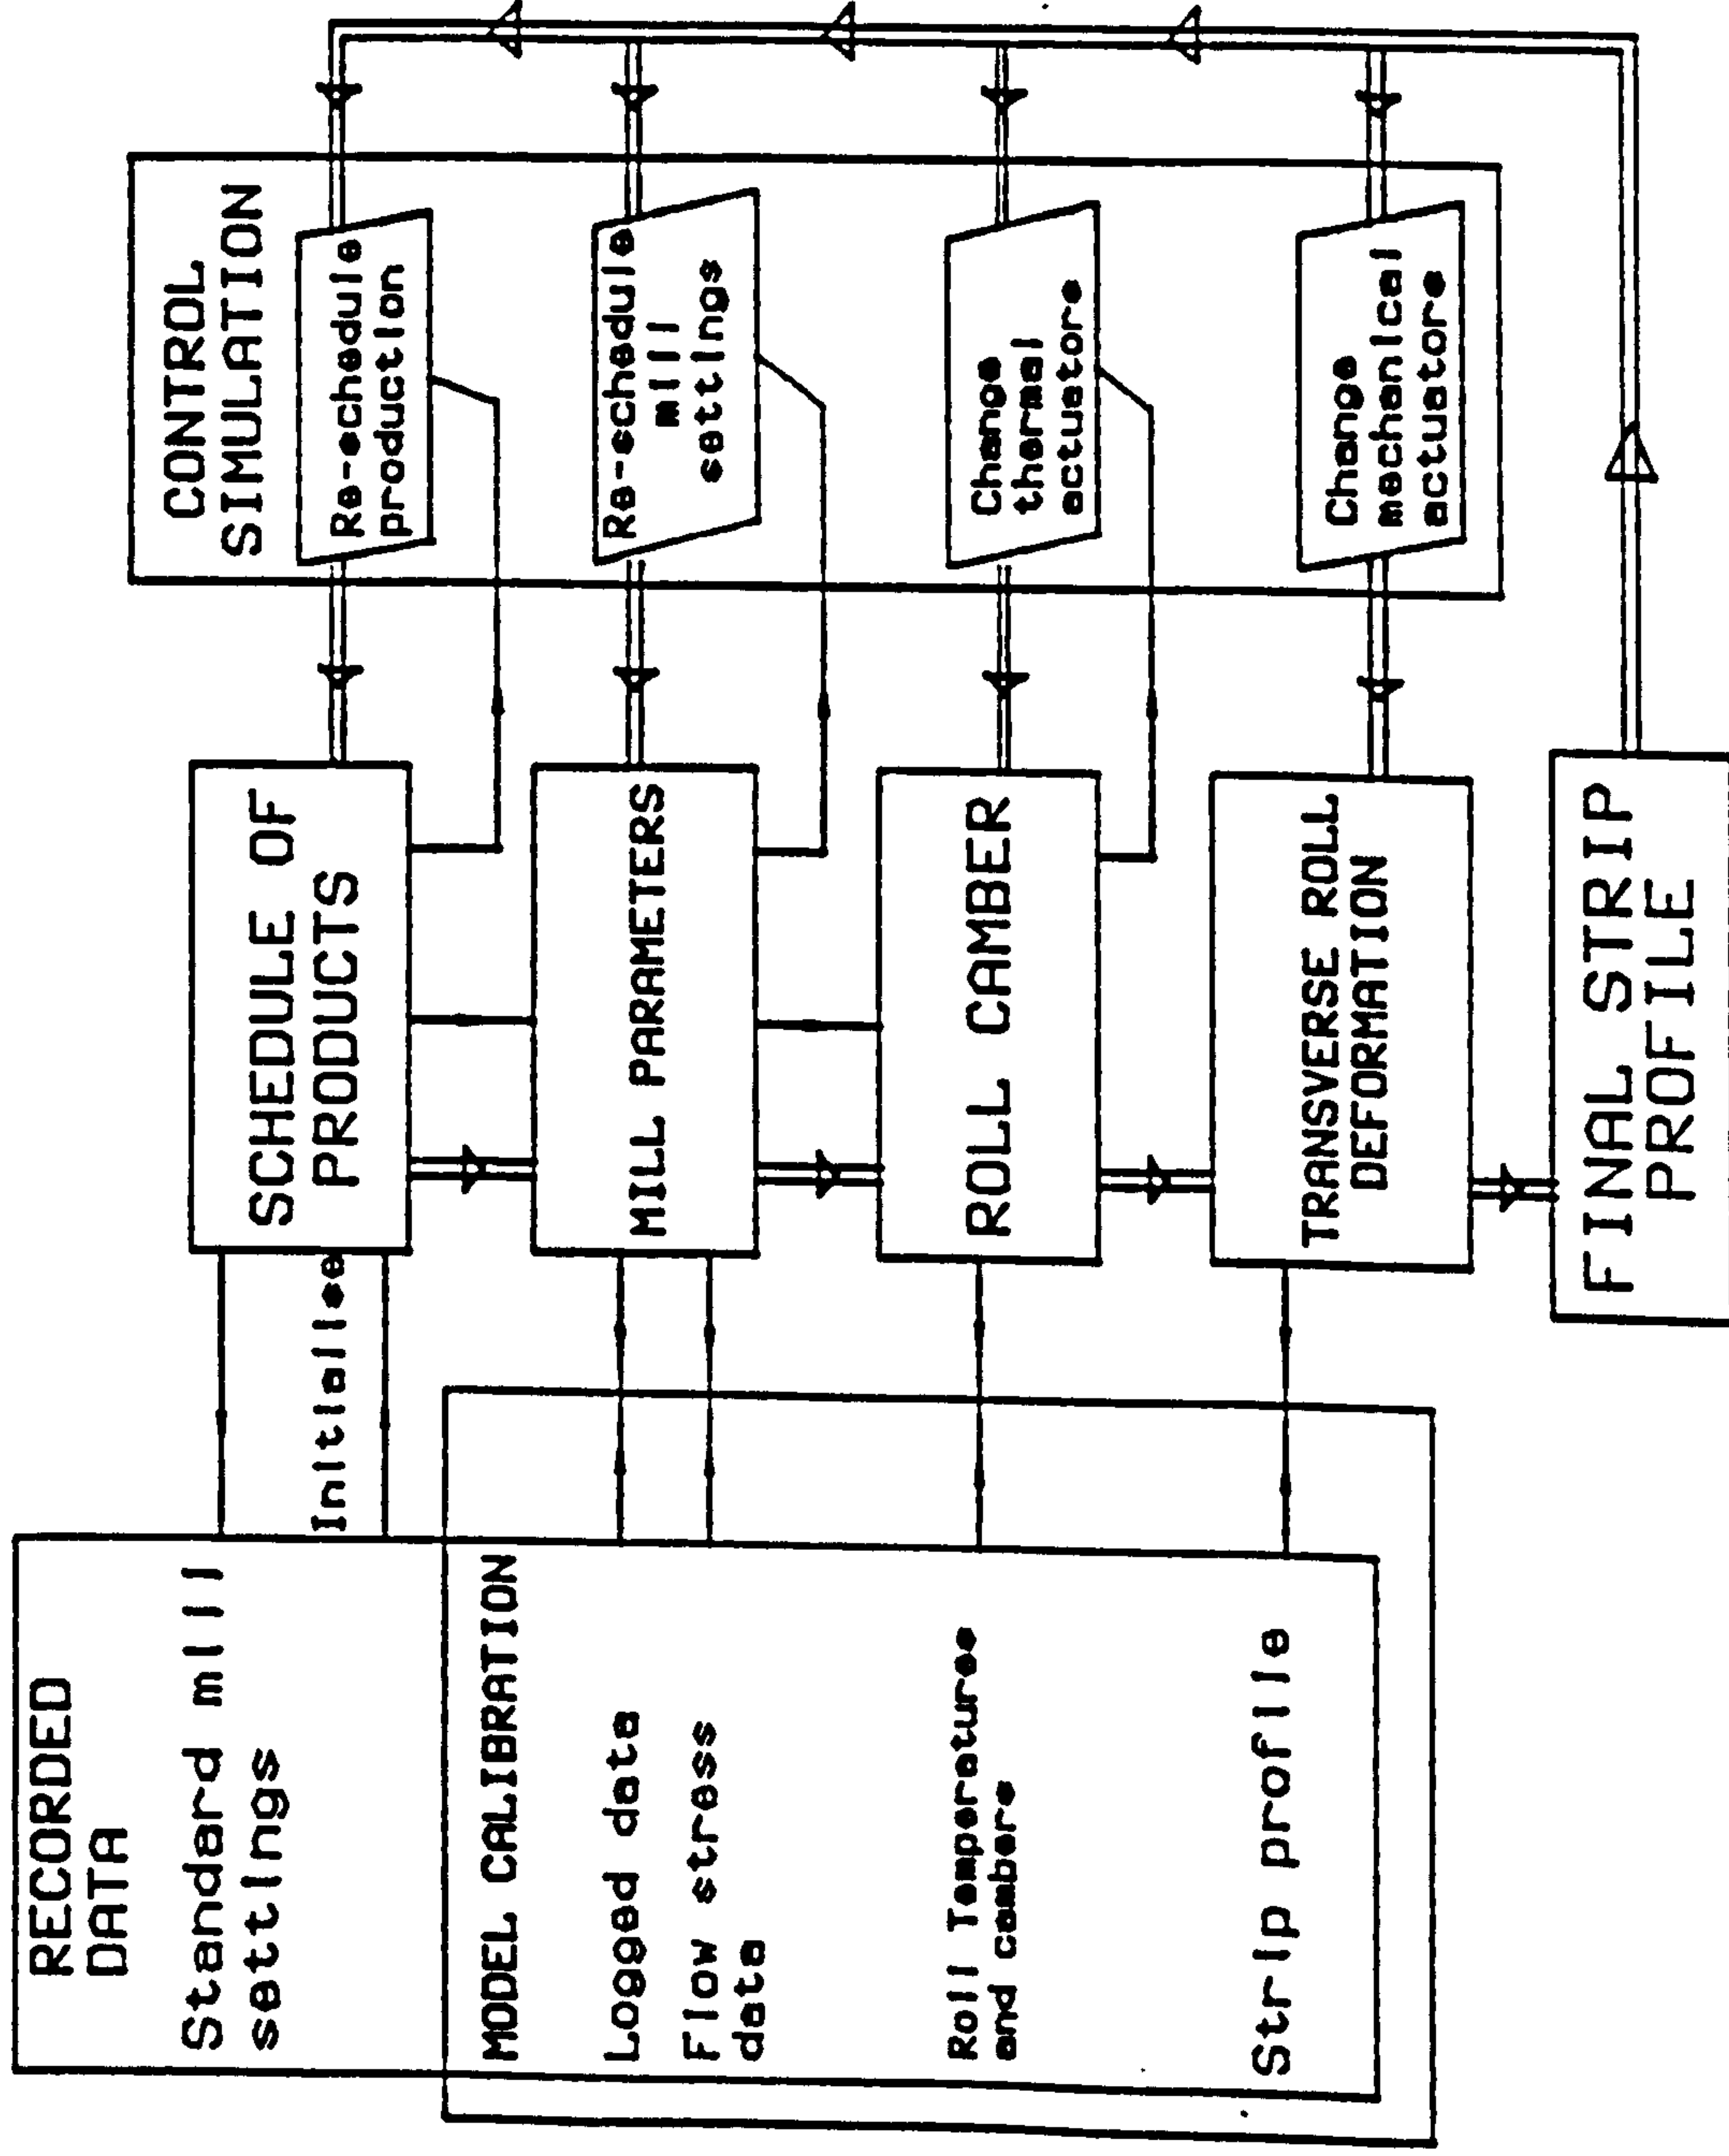 RECORDED
DATA
Standard mill
settings
MODEL CALIBRATION
Logged data
Flow stress
data
Roll Temperatures
and cambers
Strip profile
Initialise
SCHEDULE OF
PRODUCTS
MILL PARAMETERS
ROLL CAMBER
TRANSVERSE ROLL
DEFORMATION
FINAL STRIP
PROFILE
CONTROL
SIMULATION
Re-schedule
production
Re-schedule
mill
settings
Change
thermal
actuators
Change
mechanical
actuators